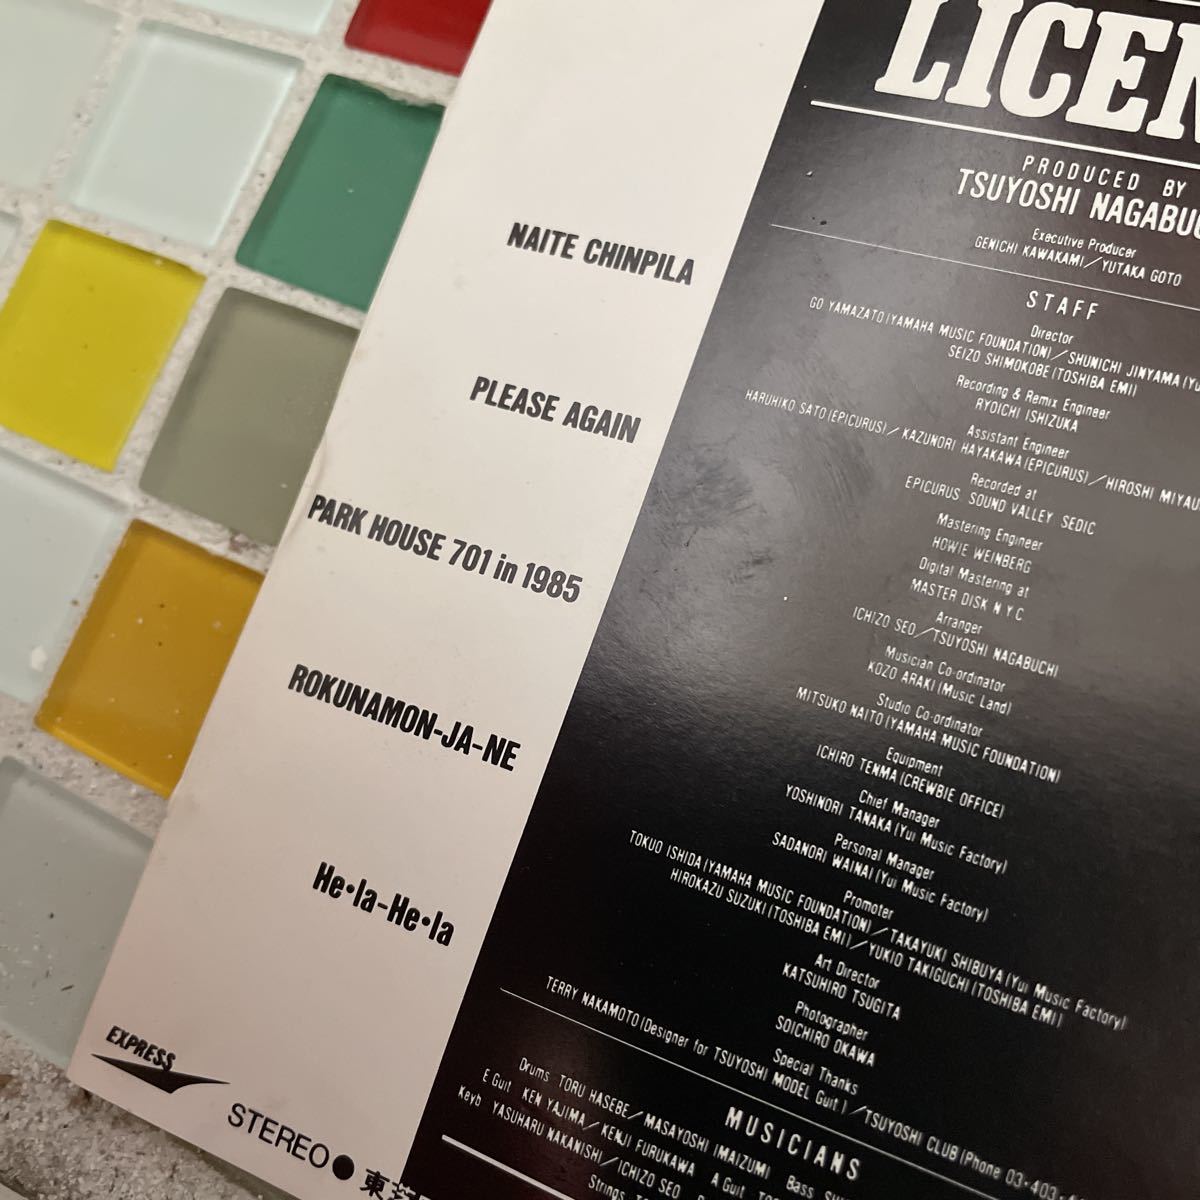 NAITE CHINPILA
PLEASE AGAIN
PARK HOUSE 701 in 1985
ROKUNAMON-JA-NE
He•la-He•la
EXPRESS
STEREO● 東芝
PRODUCED BY
TSUYOSHI
Executive Producer
GENICHI KAWAKAMI／YUTAKA GOTO
STAFF
Director
GO YAMAZATO(YAMAHA MUSIC FOUNDATION)／SHUNICHI JINYAMA
SEIZO SHIMOKOBE(TOSHIBA EMI)
Recording & Remix Engineer
RYOICHI ISHIZUKA
Assistant Engineer
HARUHIKO SATO(EPICURUS)／KAZUNORI HAYAKAWA(EPICURUS)／HIROSHI
Recorded at
EPICURUS SOUND VALLEY SEDIC
Mastering Engineer
HOWIE WEINBERG
Digital Mastering at
MASTER DISK N Y C
Arranger
ICHIZO SEO／TSUYOSHI NAGABUCHI
Musician Co-ordinator
KOZO ARAKI(Music Land)
Studio Co-ordinator
MITSUKO NAITO(YAMAHA MUSIC FOUNDATION)
Equipment
ICHIRO TENMA(CREWBIE OFFICE)
Chief Manager
YOSHINORI TANAKA(Yui Music Factory)
Personal Manager
SADANORI WAINAI(Yui Music Factory)
Promoter
TOKUO ISHIDA(YAMAHA MUSIC FOUNDATION)／TAKAYUKI SHIBUYA(Yui Music Factory)
HIROKAZU SUZUKI(TOSHIBA EMI)／YUKIO TAKIGUCHI(TOSHIBA EMI)
Art Director
KATSUHIRO TSUGITA
Photographer
SOICHIRO OKAWA
Special Thanks
TERRY NAKAMOTO(Designer for TSUYOSHI MODEL Guit.)／TSUYOSHI CLUB(Phone 03-403
MUSICIANS
Drums TORU HASEBE／MASAYOSHI IMAIZUMI Bass
E Guit KEN YAJIMA／KENJI FURUKAWA A Guit
Keyb YASUHARU NAKANISHI／ICHIZO SEO
Strings